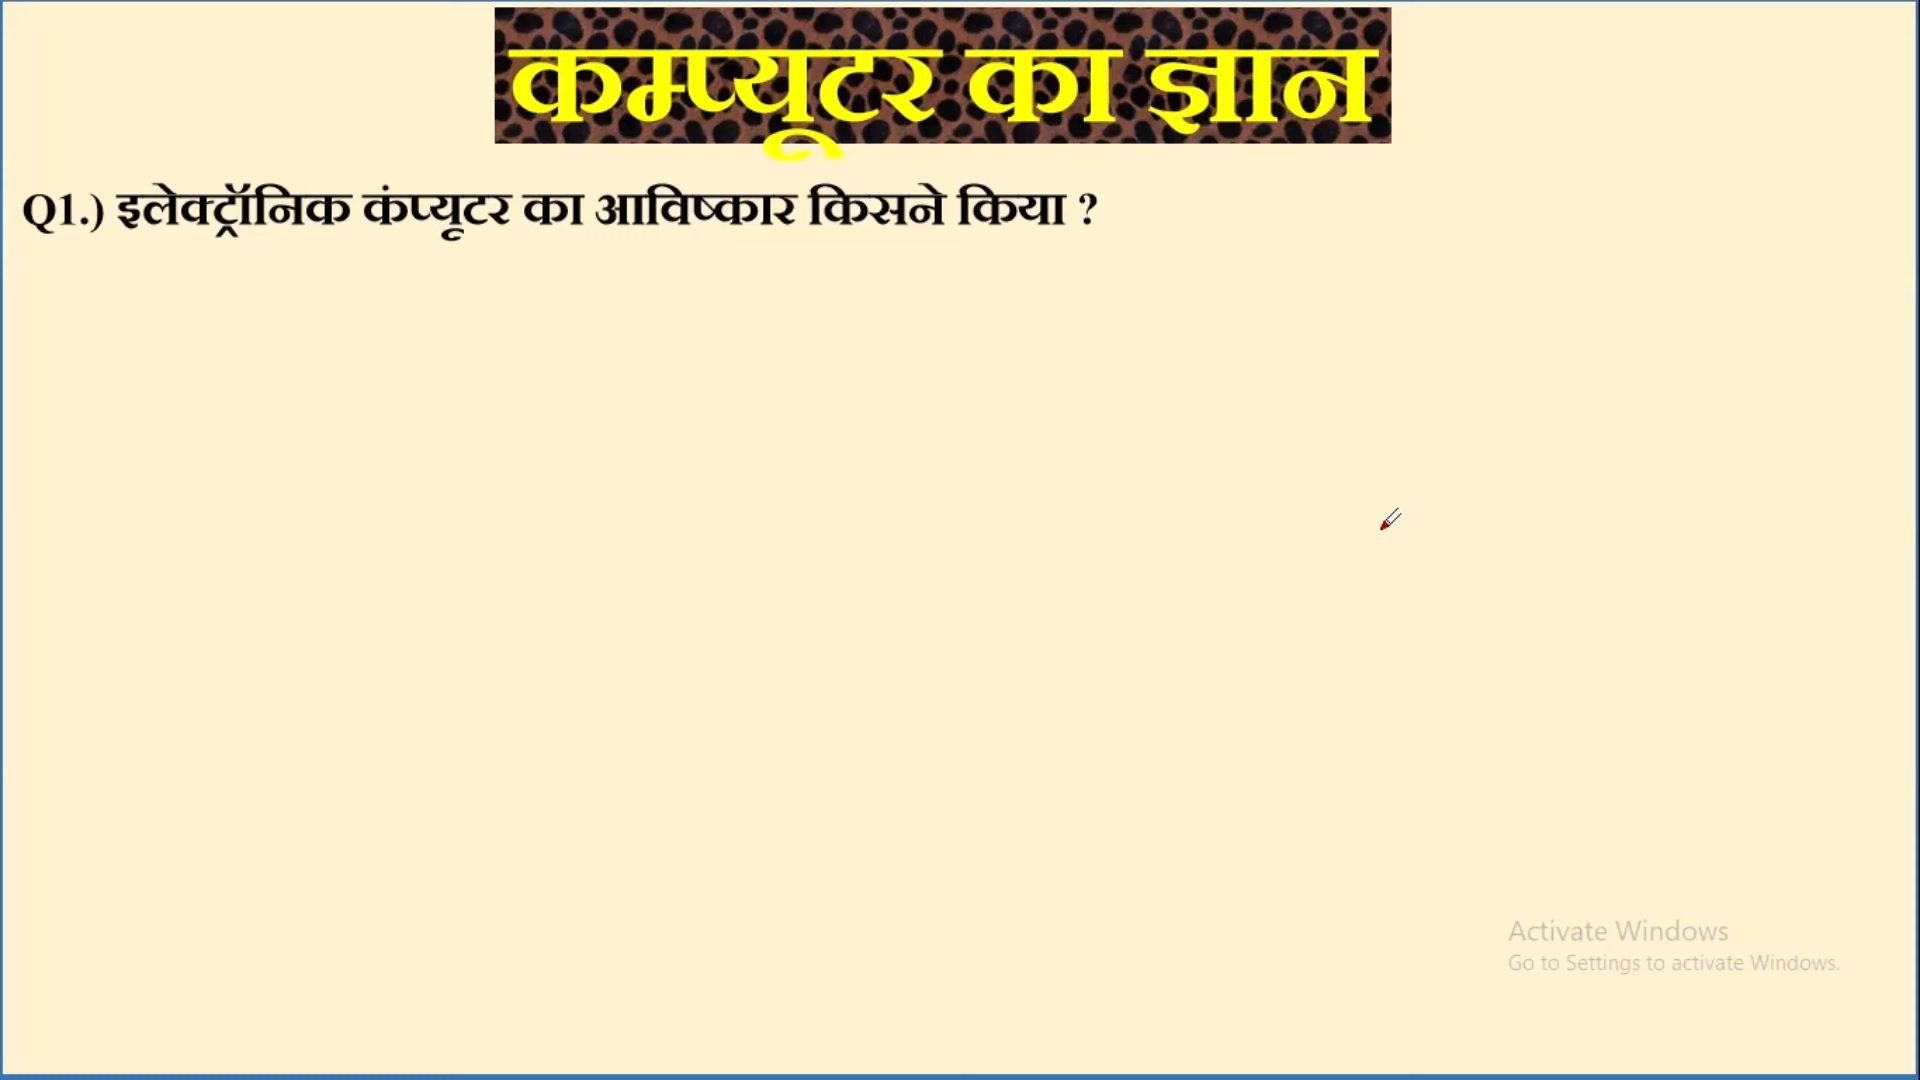 कम्प्यूटर का ज्ञान
Q1.) इलेक्ट्रॉनिक कंप्यूटर का आविष्कार किसने किया ?
Activate Windows
Go to Settings to activate Windows.